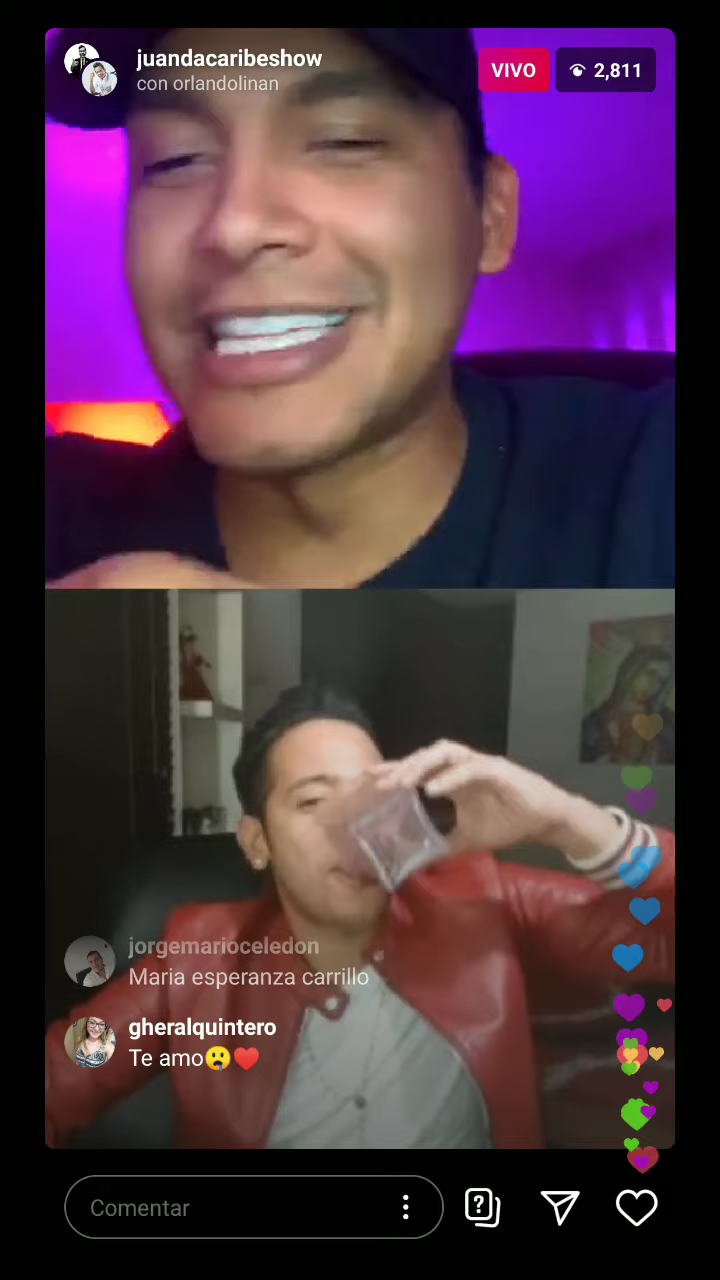 juandacaribeshow
con orlandolinan
VIVO
2,811
jorgemarioceledon
Maria esperanza carrillo
gheralquintero
Te amo😮❤️
Comentar